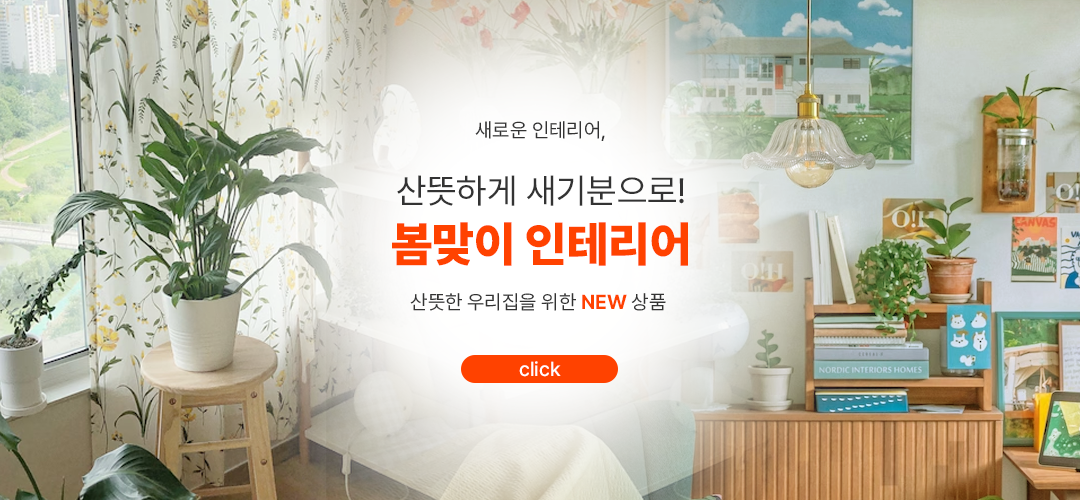 새로운 인테리어,
산뜻하게 새기분으로!
봄맞이 인테리어
산뜻한 우리집을 위한 NEW 상품
click
CANVAS
NORDIC INTERIORS HOMES